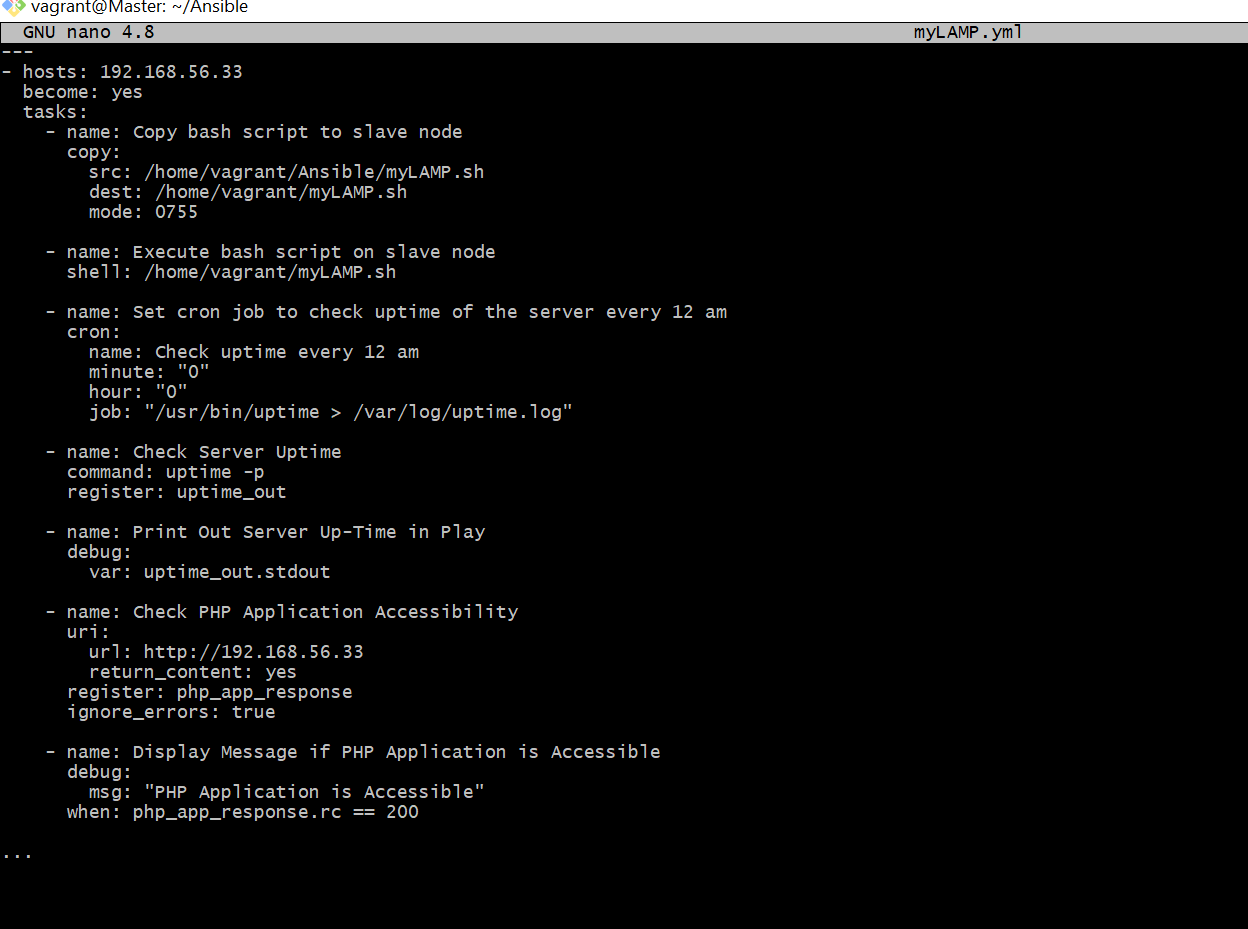 vagrant@Master: ~/Ansible
GNU nano 4.8 myLAMP.yml
---
- hosts: 192.168.56.33
  become: yes
  tasks:
    - name: Copy bash script to slave node
      copy:
        src: /home/vagrant/Ansible/myLAMP.sh
        dest: /home/vagrant/myLAMP.sh
        mode: 0755
    - name: Execute bash script on slave node
      shell: /home/vagrant/myLAMP.sh
    - name: Set cron job to check uptime of the server every 12 am
      cron:
        name: Check uptime every 12 am
        minute: "0"
        hour: "0"
        job: "/usr/bin/uptime > /var/log/uptime.log"
    - name: Check Server Uptime
      command: uptime -p
      register: uptime_out
    - name: Print Out Server Up-Time in Play
      debug:
        var: uptime_out.stdout
    - name: Check PHP Application Accessibility
      uri:
        url: http://192.168.56.33
        return_content: yes
      register: php_app_response
      ignore_errors: true
    - name: Display Message if PHP Application is Accessible
      debug:
        msg: "PHP Application is Accessible"
      when: php_app_response.rc == 200
...